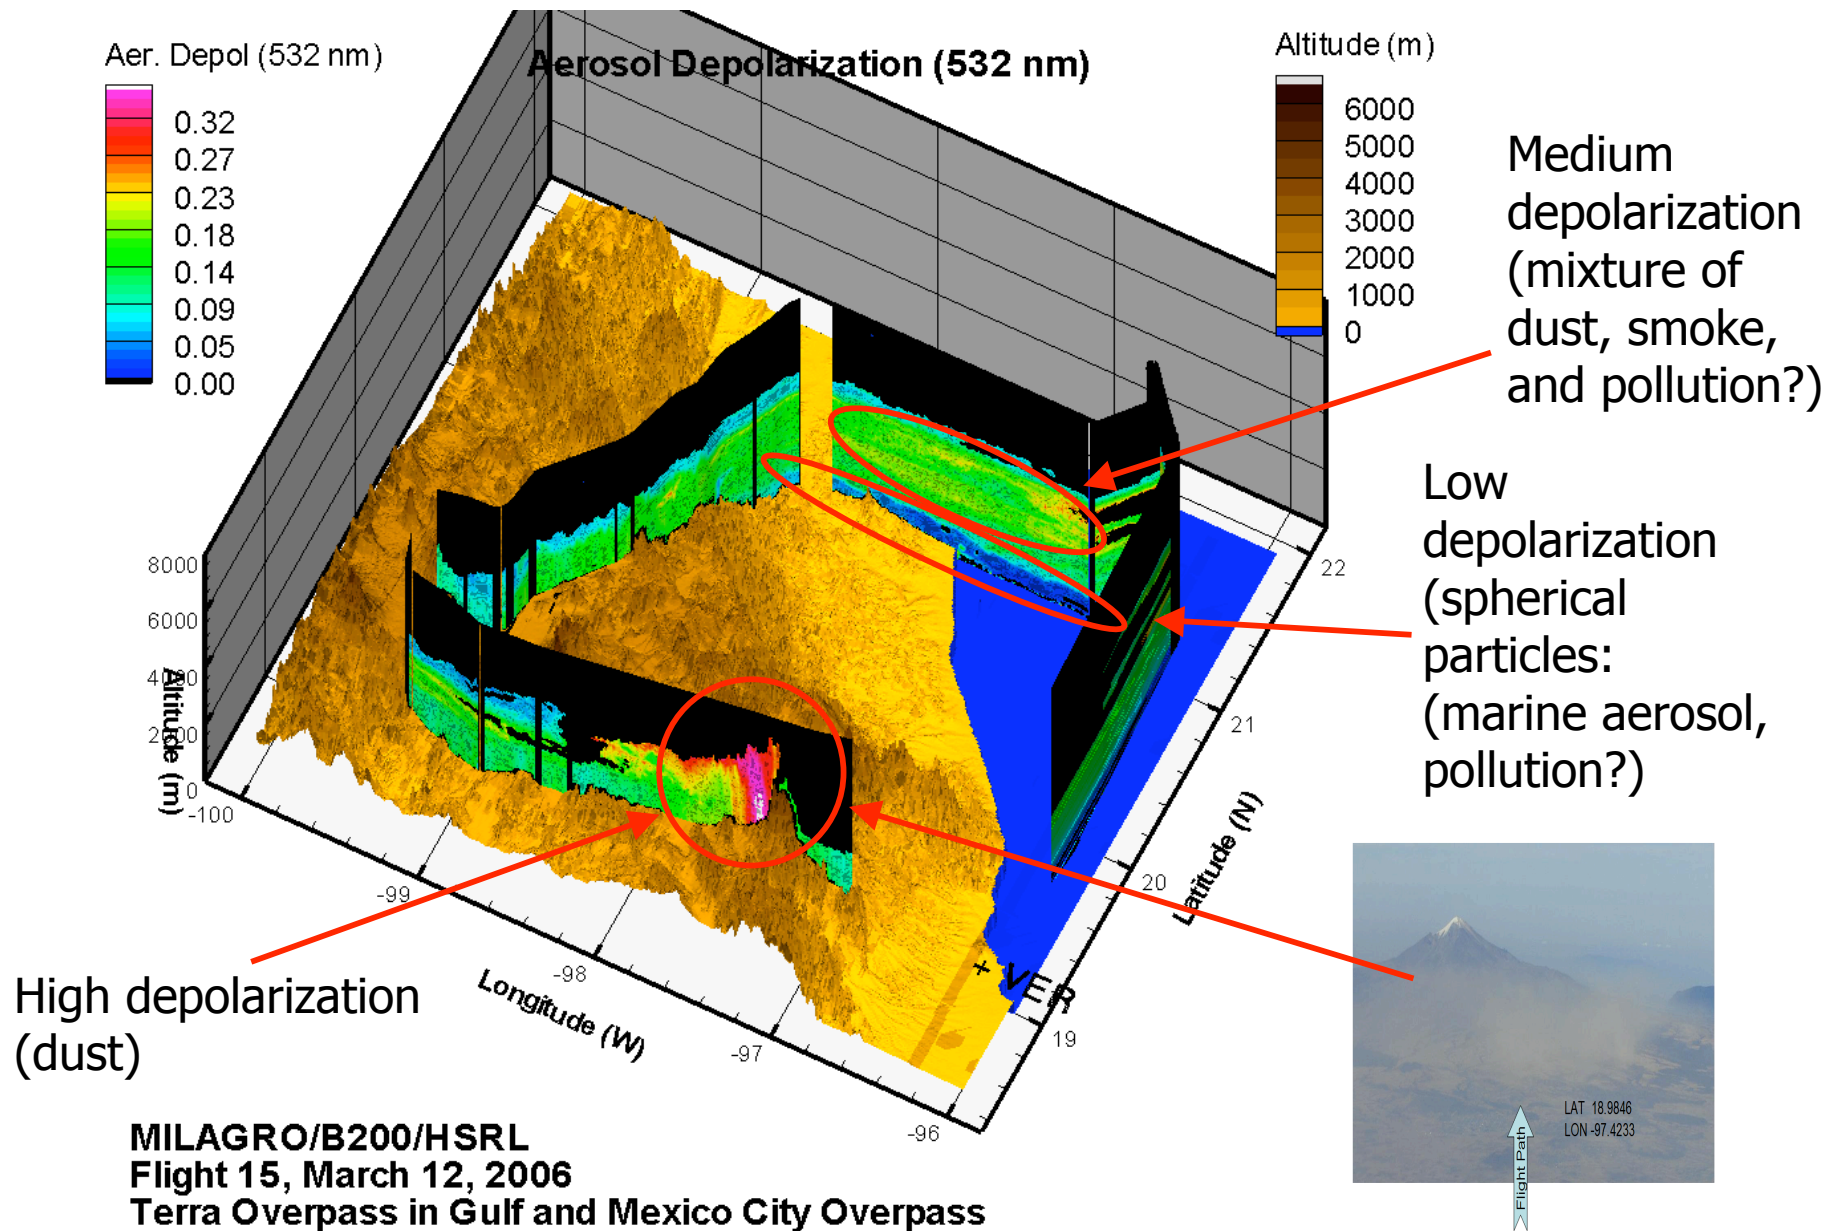 Aer. Depol (532 nm)
0.32
0.27
0.23
0.18
0.14
0.09
0.05
0.00
Aerosol Depolarization (532 nm)
Altitude (m)
6000
5000
4000
3000
2000
1000
0
Medium
depolarization
(mixture of
dust, smoke,
and pollution?)
Low
depolarization
(spherical
particles:
(marine aerosol,
pollution?)
8000
6000
4000
2000
0
Altitude (m)
-100
-99
-98
-97
-96
Longitude (W)
22
21
20
19
Latitude (N)
+ VER
High depolarization
(dust)
LAT 18.9846
LON -97.4233
Flight Path
MILAGRO/B200/HSRL
Flight 15, March 12, 2006
Terra Overpass in Gulf and Mexico City Overpass